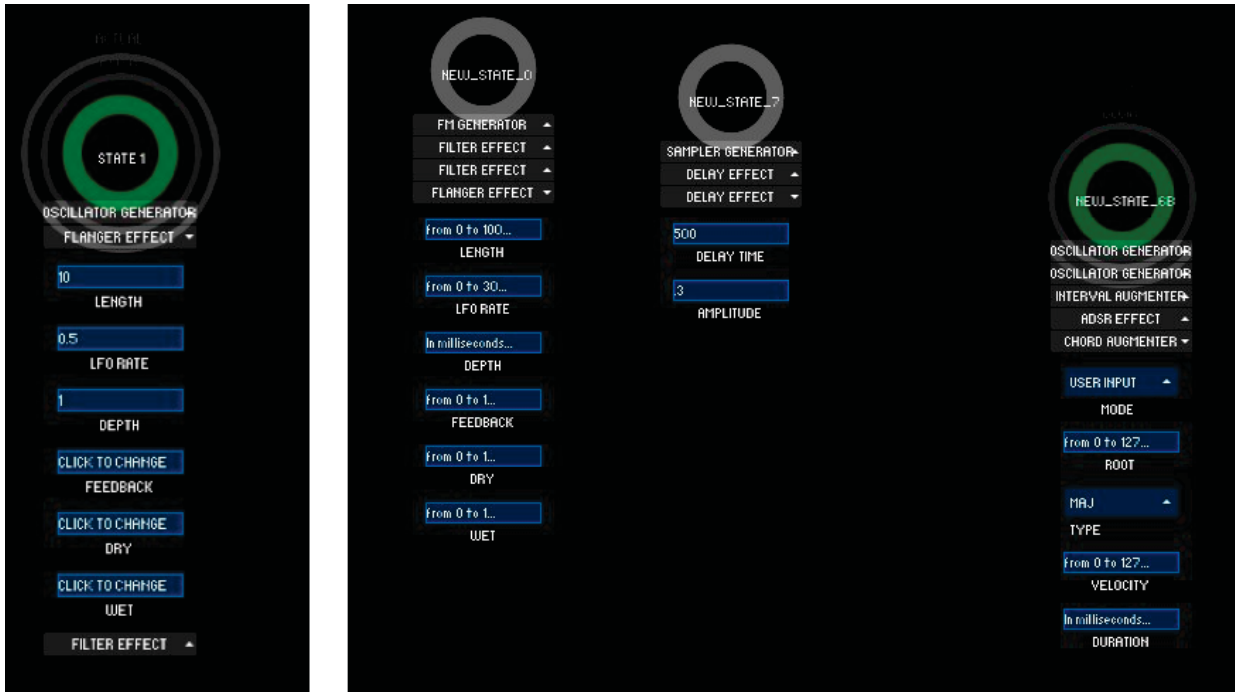 ACTUAL
STATE 1
OSCILLATOR GENERATOR
FLANGER EFFECT
10
LENGTH
0.5
LFO RATE
1
DEPTH
CLICK TO CHANGE
FEEDBACK
CLICK TO CHANGE
DRY
CLICK TO CHANGE
WET
FILTER EFFECT
NEW_STATE_0
FM GENERATOR
FILTER EFFECT
FILTER EFFECT
FLANGER EFFECT
From 0 to 100...
LENGTH
From 0 to 30...
LFO RATE
In milliseconds...
DEPTH
From 0 to 1...
FEEDBACK
From 0 to 1...
DRY
From 0 to 1...
WET
NEW_STATE_7
SAMPLER GENERATOR
DELAY EFFECT
DELAY EFFECT
500
DELAY TIME
.3
AMPLITUDE
NEW_STATE_6B
OSCILLATOR GENERATOR
OSCILLATOR GENERATOR
INTERVAL AUGMENTER
ADSR EFFECT
CHORD AUGMENTER
USER INPUT
MODE
From 0 to 127...
ROOT
MAJ
TYPE
From 0 to 127...
VELOCITY
In milliseconds...
DURATION